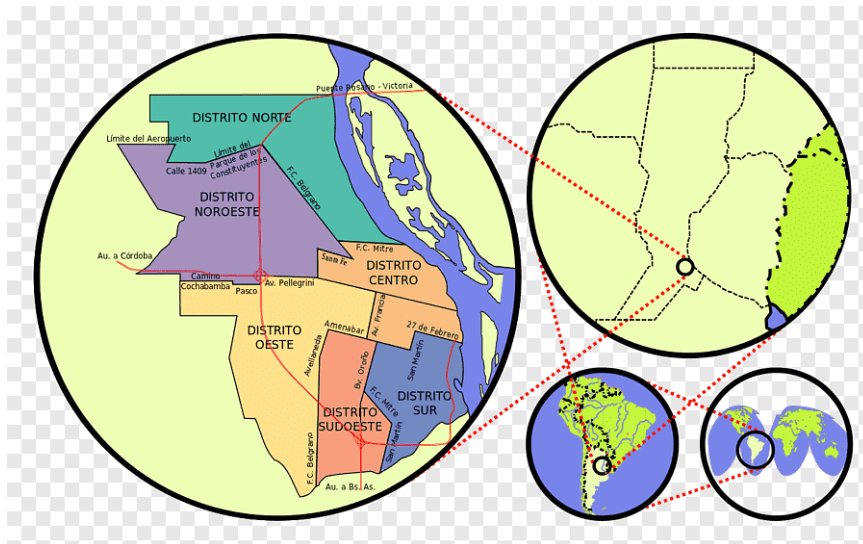 Puente Rosario - Victoria
DISTRITO NORTE
Límite del Aeropuerto
Límite del
Parque de los
Constituyentes
Calle 1409
F.C. Belgrano
DISTRITO
NOROESTE
F.C. Mitre
Au. a Córdoba
Santa Fe
DISTRITO
CENTRO
Camino
Av. Pellegrini
Cochabamba
Pasco
Av. Francia
Amenabar
27 de Febrero
DISTRITO
OESTE
Avellaneda
Bv. Oroño
San Martín
F.C. Mitre
DISTRITO
SUR
DISTRITO
SUDOESTE
San Martín
F.C. Belgrano
Au. a Bs. As.